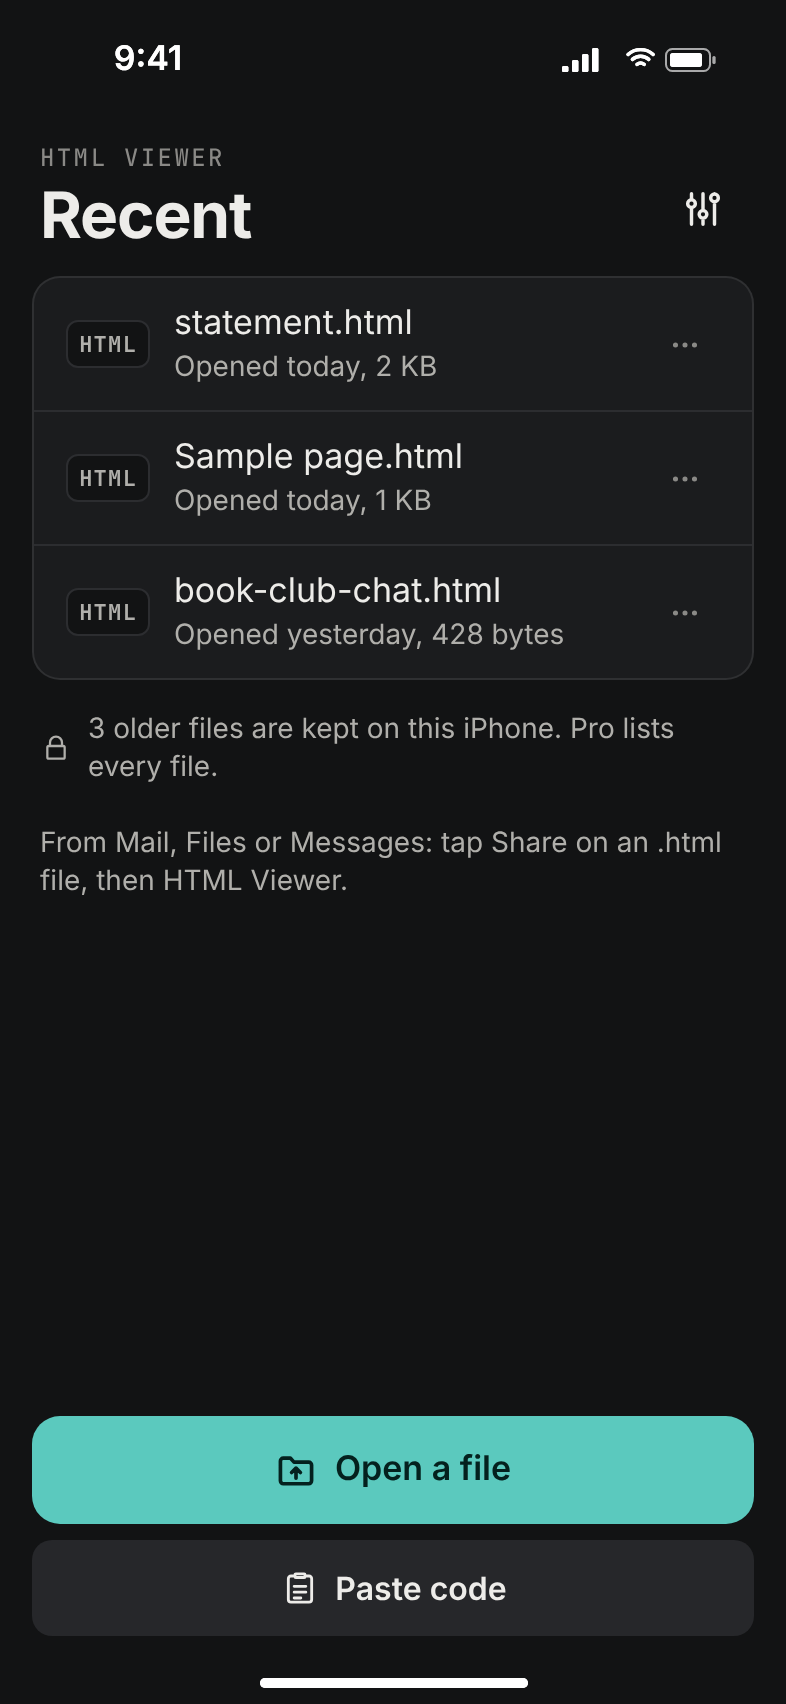 9:41
HTML VIEWER
Recent
HTML
statement.html
Opened today, 2 KB
HTML
Sample page.html
Opened today, 1 KB
HTML
book-club-chat.html
Opened yesterday, 428 bytes
3 older files are kept on this iPhone. Pro lists
every file.
From Mail, Files or Messages: tap Share on an .html
file, then HTML Viewer.
Open a file
Paste code